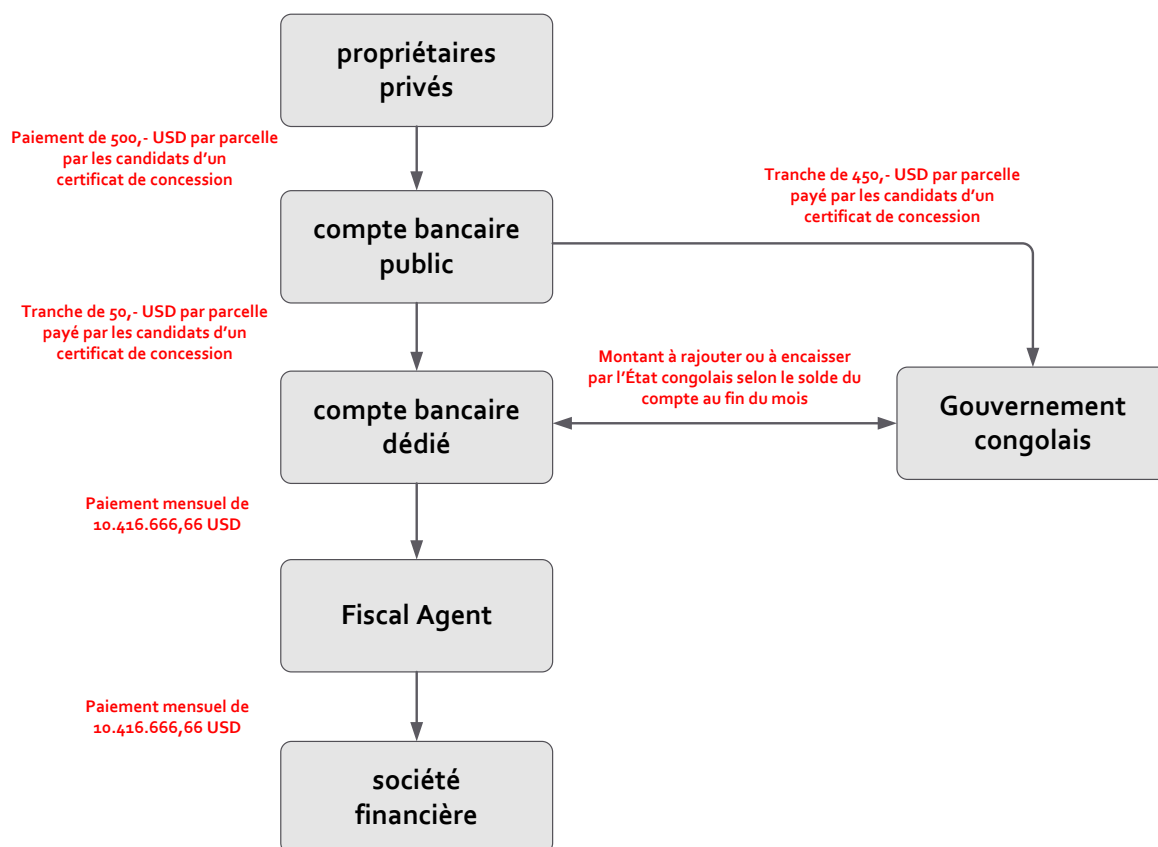 propriétaires
privés
Paiement de 500,- USD par parcelle
par les candidats d'un
certificat de concession
Tranche de 450,- USD par parcelle
payé par les candidats d'un
certificat de concession
compte bancaire
public
Tranche de 50,- USD par parcelle
payé par les candidats d'un
certificat de concession
Montant à rajouter ou à encaisser
par l'État congolais selon le solde du
compte au fin du mois
compte bancaire
dédié
Gouvernement
congolais
Paiement mensuel de
10.416.666,66 USD
Fiscal Agent
Paiement mensuel de
10.416.666,66 USD
société
financière